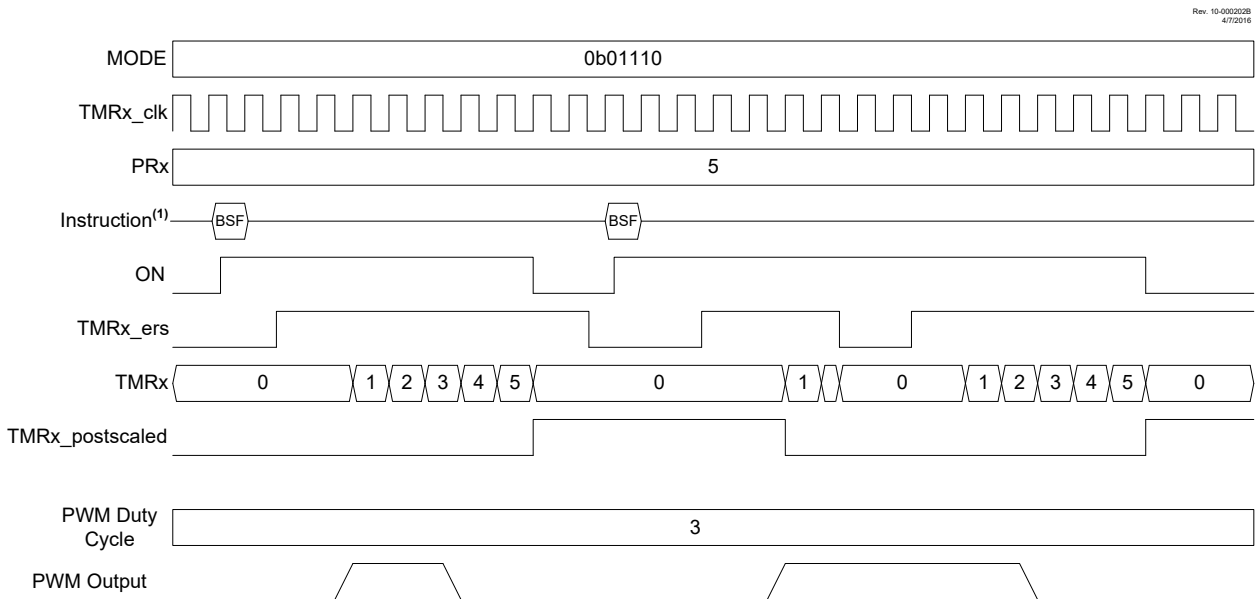 Rev. 10-000202B
4/7/2016
MODE 0b01110
TMRx_clk
PRx 5
Instruction(1) BSF BSF
ON
TMRx_ers
TMRx 0 1 2 3 4 5 0 1 0 1 2 3 4 5 0
TMRx_postscaled
PWM Duty
Cycle 3
PWM Output